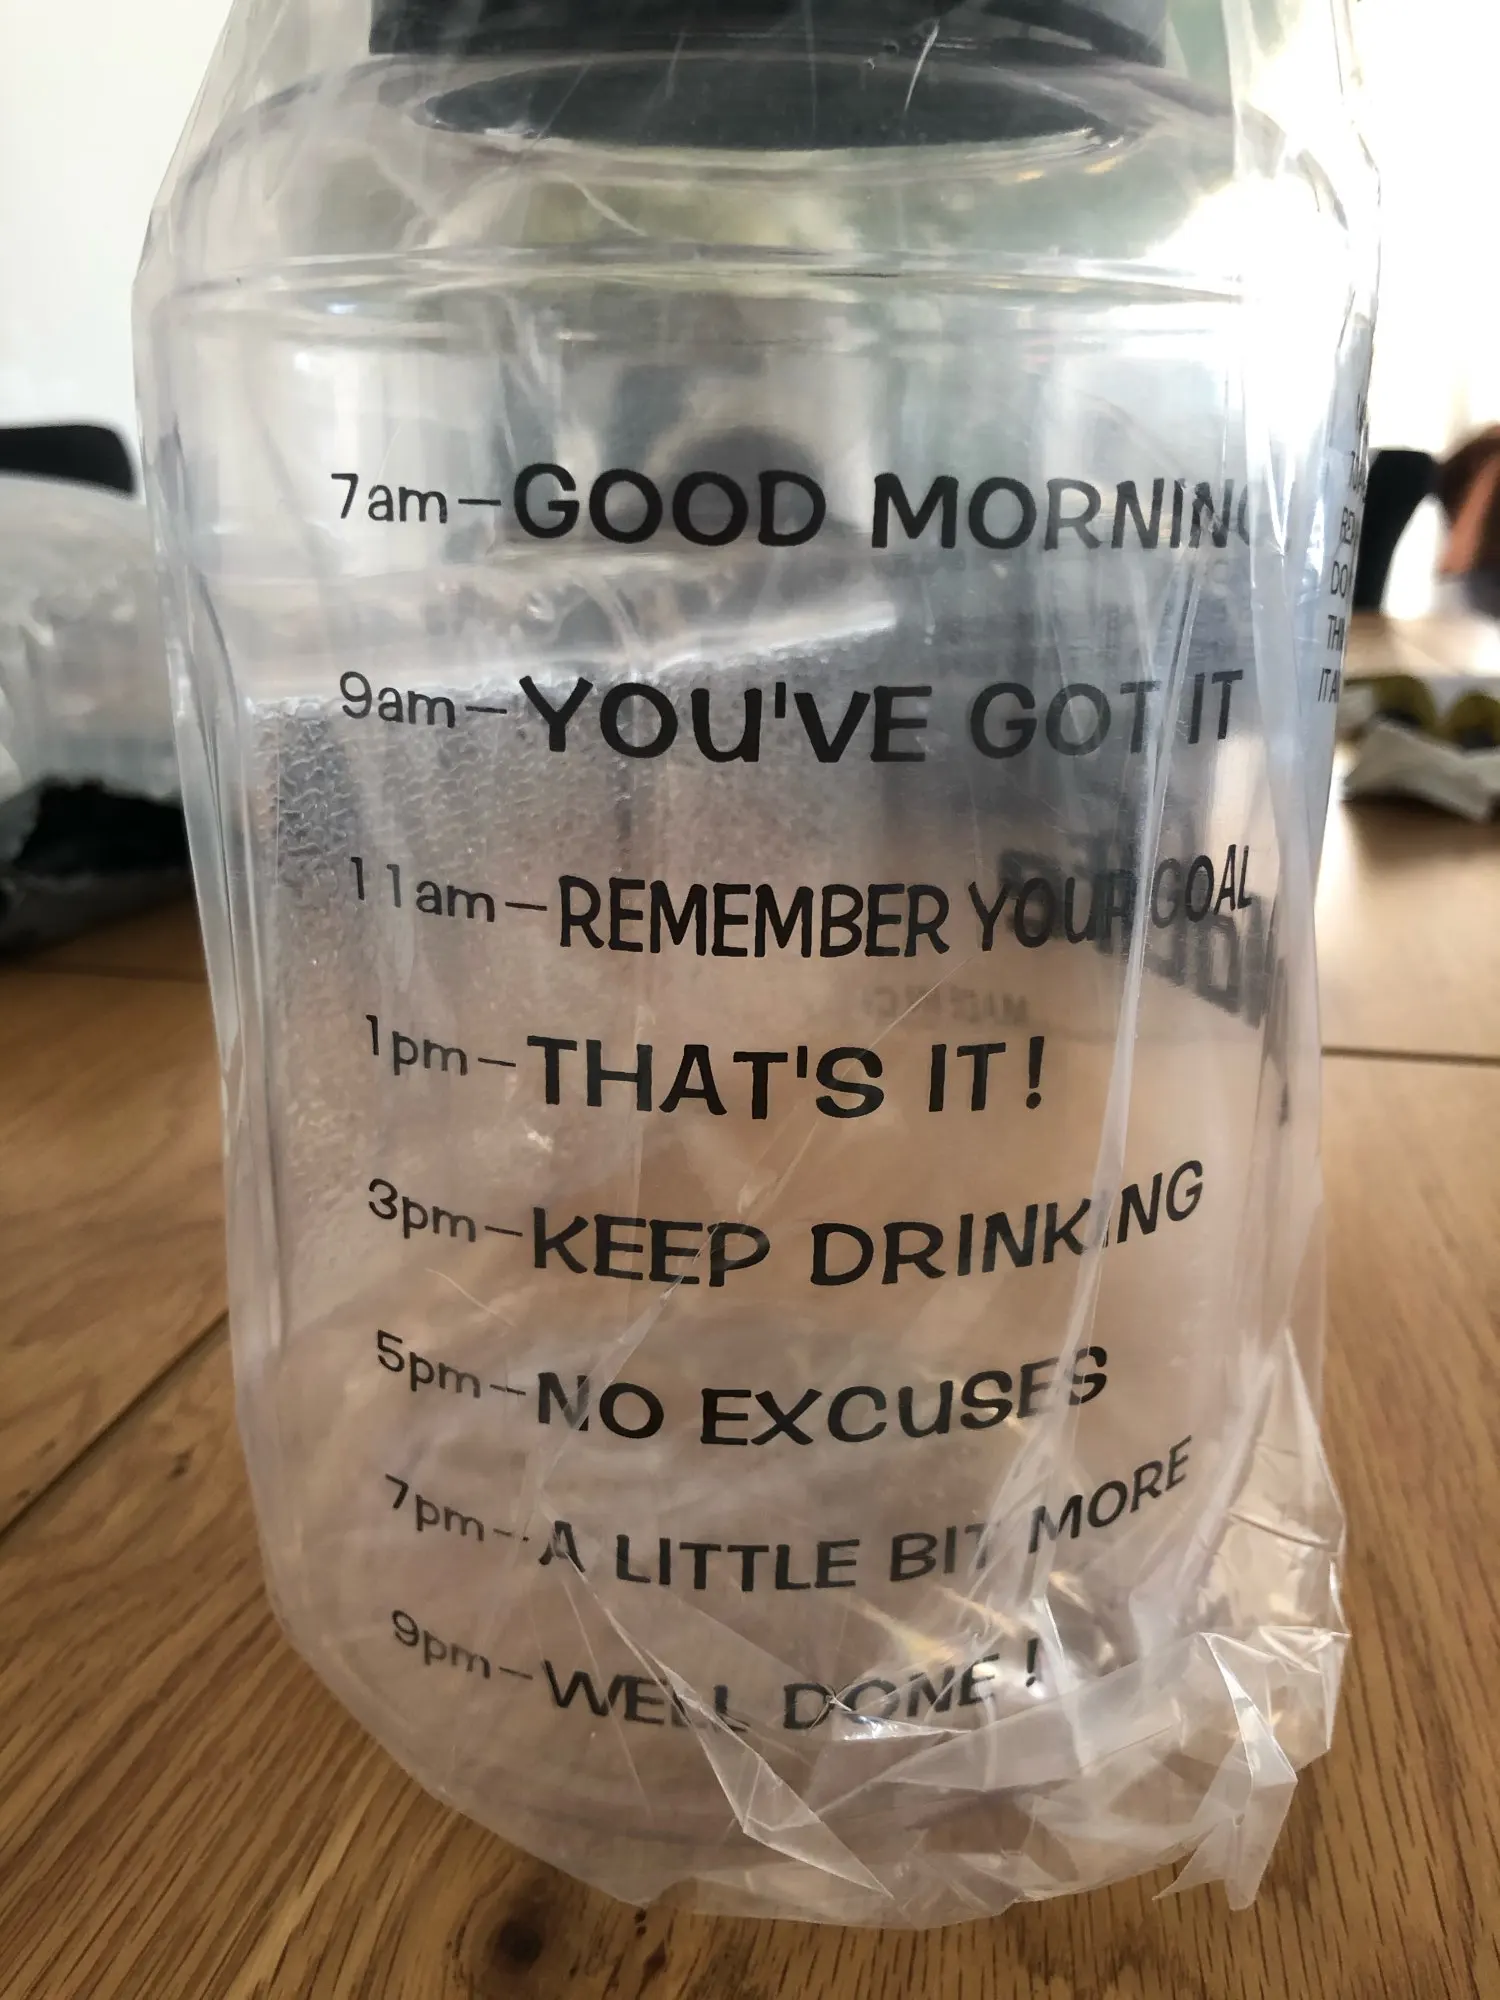 7am—GOOD MORNING
9am—YOU'VE GOT IT
11am—REMEMBER YOUR GOAL
1pm—THAT'S IT!
3pm—KEEP DRINKING
5pm—NO EXCUSES
7pm—A LITTLE BIT MORE
9pm—WELL DONE!